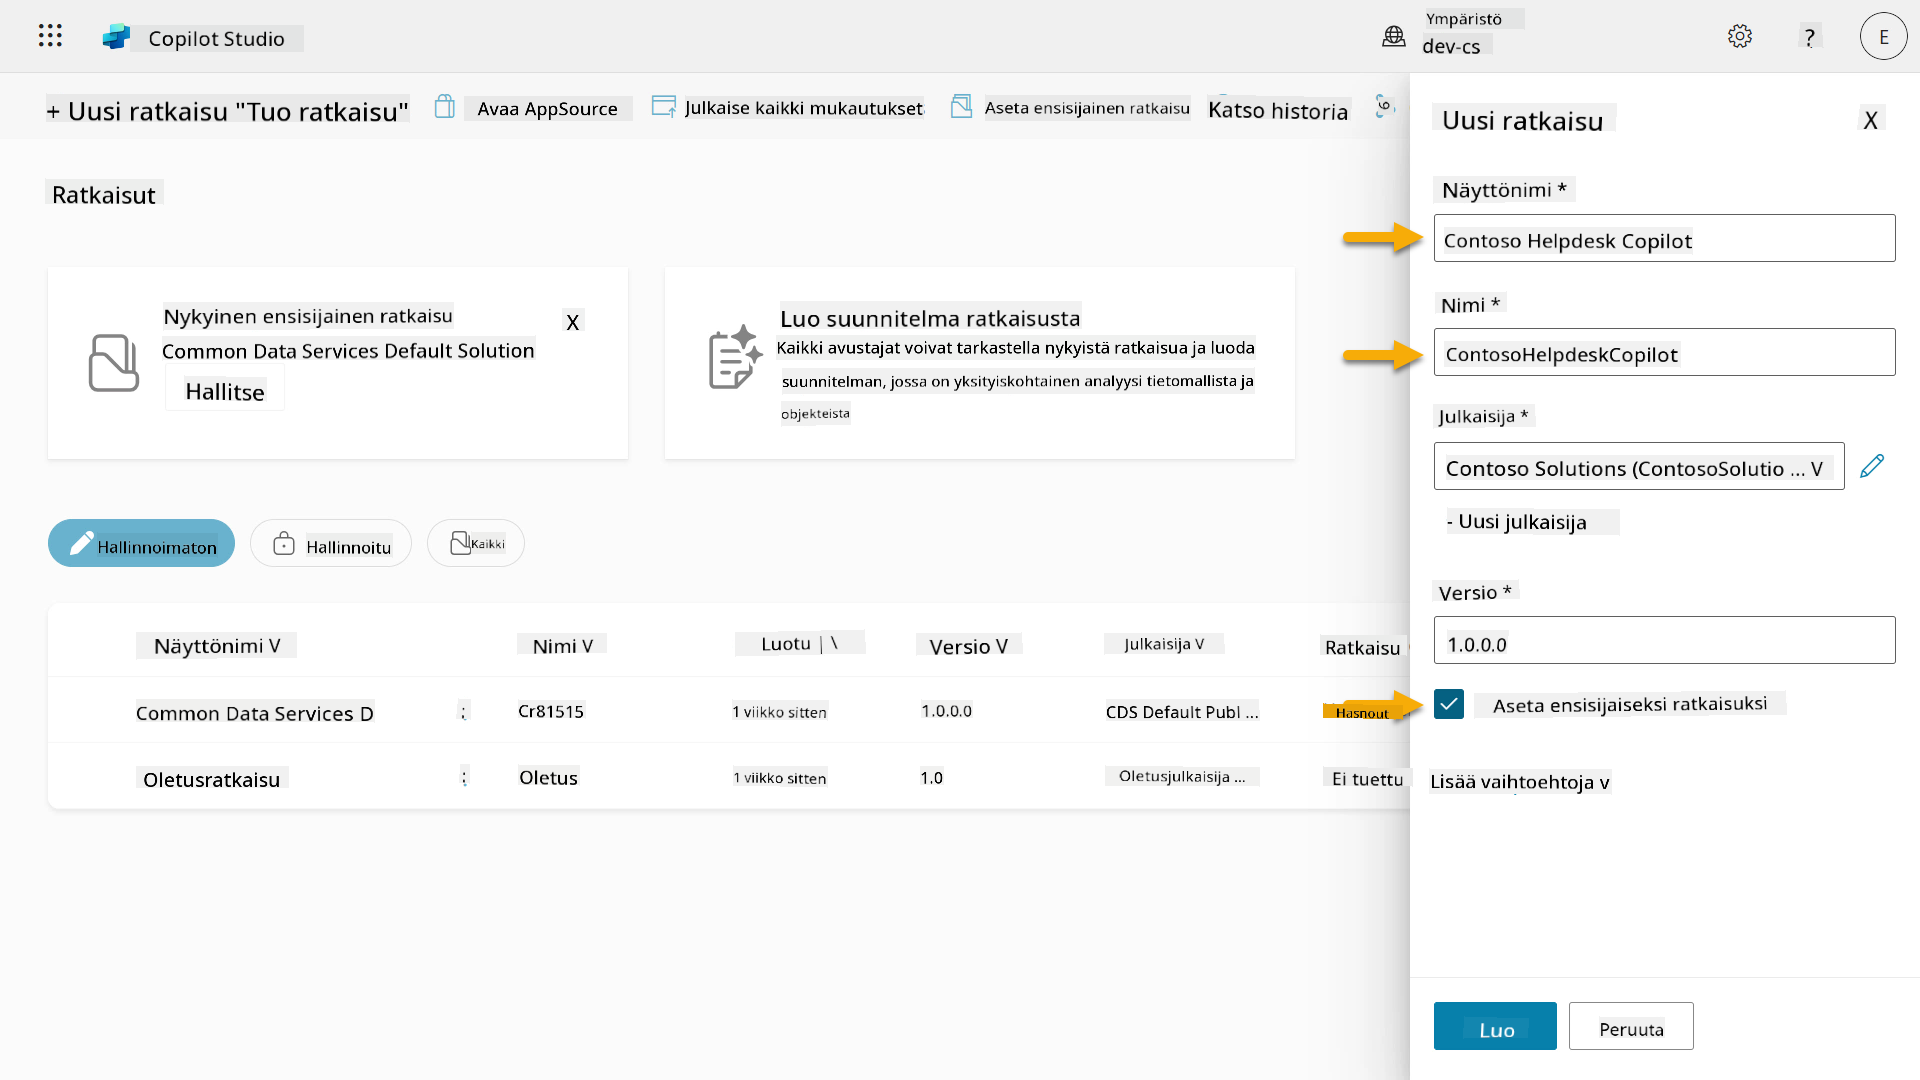 Copilot Studio
Ympäristö
dev-cs
?
E
+ Uusi ratkaisu "Tuo ratkaisu"
Avaa AppSource
Julkaise kaikki mukautukset
Aseta ensisijainen ratkaisu
Katso historia
Ratkaisut
Nykyinen ensisijainen ratkaisu
X
Common Data Services Default Solution
Hallitse
Luo suunnitelma ratkaisusta
Kaikki avustajat voivat tarkastella nykyistä ratkaisua ja luoda
suunnitelman, jossa on yksityiskohtainen analyysi tietomallista ja
objekteista
Hallinnoimaton
Hallinnoitu
Kaikki
Näyttönimi V
Nimi V
Luotu | \
Versio V
Julkaisija V
Ratkaisu
Common Data Services D
:
Cr81515
1 viikko sitten
1.0.0.0
CDS Default Publ ...
Hasnout
Oletusratkaisu
:
Oletus
1 viikko sitten
1.0
Oletusjulkaisija ...
Ei tuettu
Uusi ratkaisu
X
Näyttönimi *
Contoso Helpdesk Copilot
Nimi *
ContosoHelpdeskCopilot
Julkaisija *
Contoso Solutions (ContosoSolutio ... V
- Uusi julkaisija
Versio *
1.0.0.0
Aseta ensisijaiseksi ratkaisuksi
Lisää vaihtoehtoja v
Luo
Peruuta